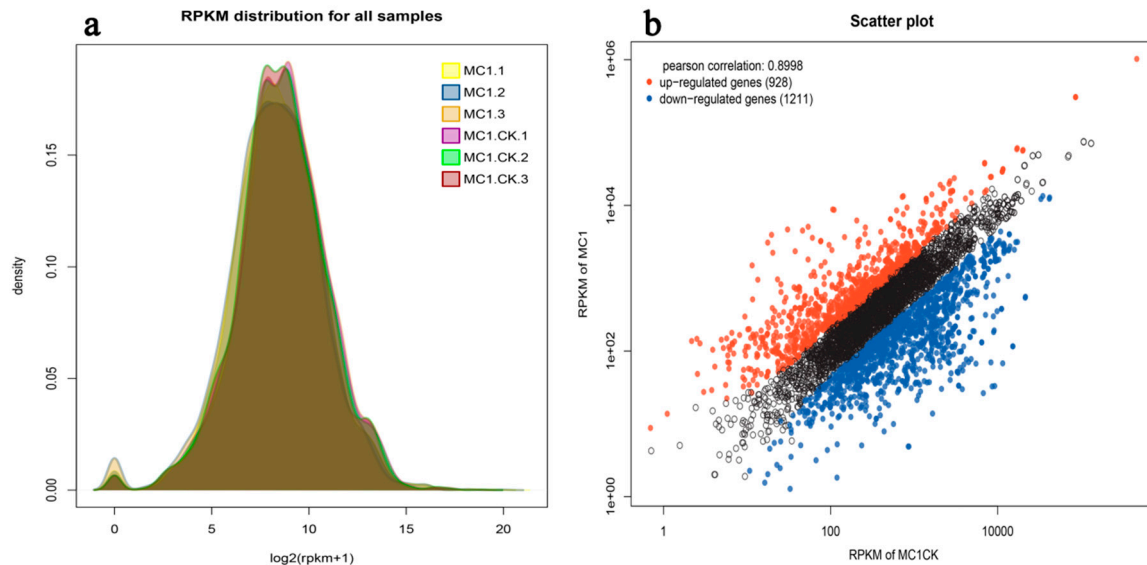 a
RPKM distribution for all samples
MC1.1
MC1.2
MC1.3
MC1.CK.1
MC1.CK.2
MC1.CK.3
density
0.15
0.10
0.05
0.00
0
5
10
15
20
log2(rpkm+1)
b
Scatter plot
pearson correlation: 0.8998
up-regulated genes (928)
down-regulated genes (1211)
RPKM of MC1
1e+06
1e+04
1e+02
1e+00
1
100
10000
RPKM of MC1CK